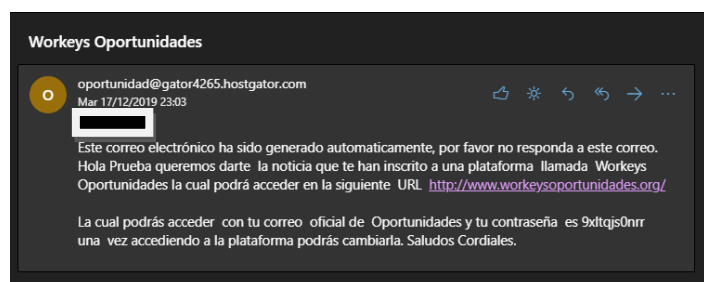 Workeys Oportunidades
O
oportunidad@gator4265.hostgator.com
Mar 17/12/2019 23:03
Este correo electrónico ha sido generado automaticamente, por favor no responda a este correo.
Hola Prueba queremos darte la noticia que te han inscrito a una plataforma llamada Workeys
Oportunidades la cual podrá acceder en la siguiente URL http://www.workeysoportunidades.org/
La cual podrás acceder con tu correo oficial de Oportunidades y tu contraseña es 9xltqjs0nrr
una vez accediendo a la plataforma podrás cambiarla. Saludos Cordiales.